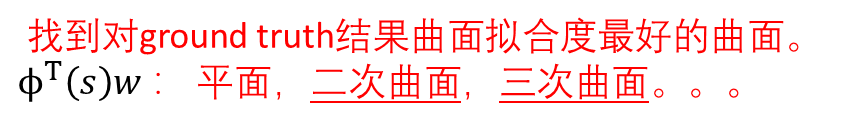 找到对ground truth结果曲面拟合度最好的曲面。
ϕᵀ(s)w： 平面，二次曲面，三次曲面。。。